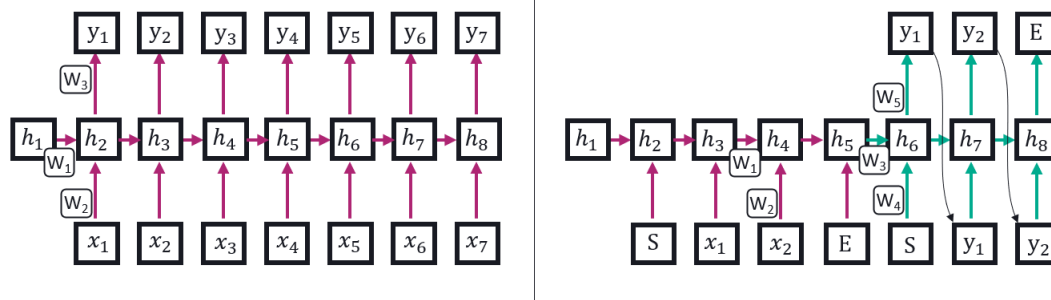 y₁ y₂ y₃ y₄ y₅ y₆ y₇
W₃
h₁ h₂ h₃ h₄ h₅ h₆ h₇ h₈
W₁
W₂
x₁ x₂ x₃ x₄ x₅ x₆ x₇
y₁ y₂ E
W₅
h₁ h₂ h₃ h₄ h₅ h₆ h₇ h₈
W₁ W₃
W₂ W₄
S x₁ x₂ E S y₁ y₂